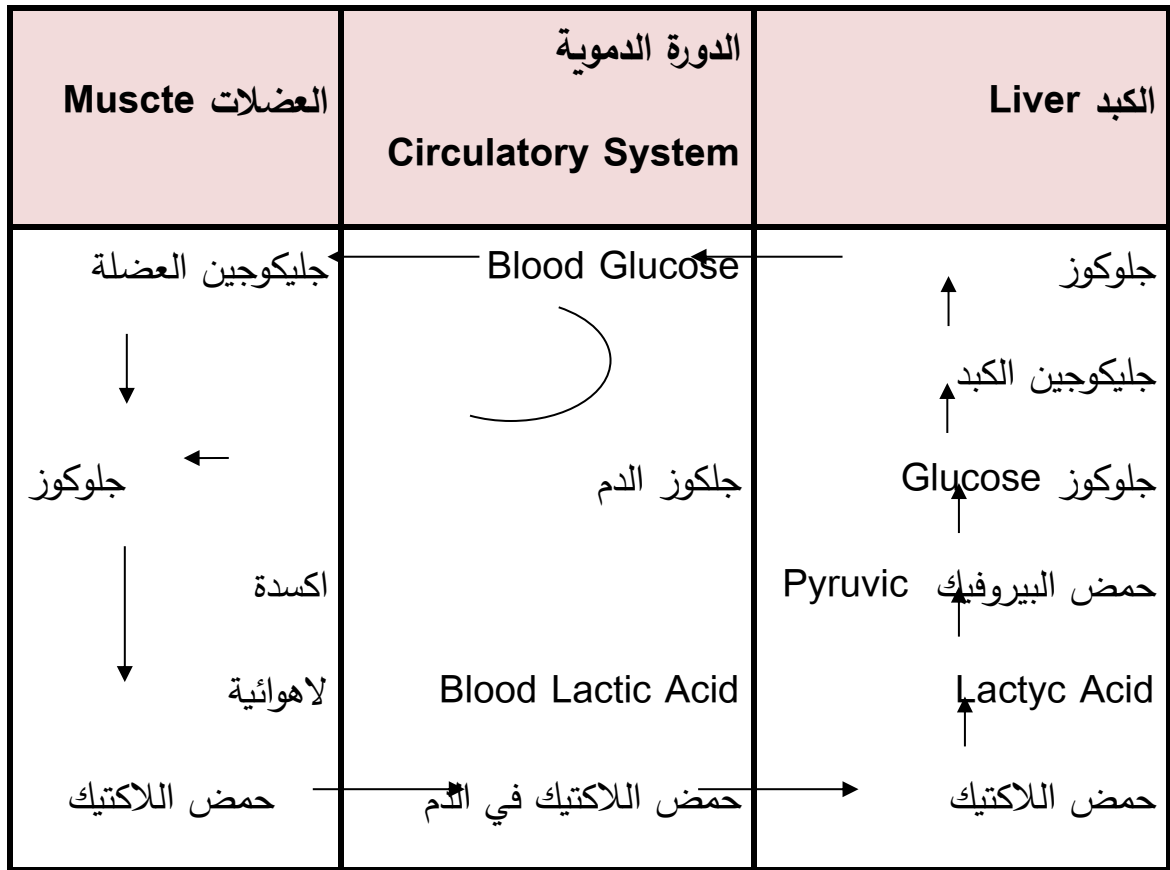 الكبد Liver
الدورة الدموية
Circulatory System
العضلات Muscte
جلوكوز
Blood Glucose
جليكوجين العضلة
جليكوجين الكبد
جلوكوز Glucose
جلكوز الدم
جلوكوز
حمض البيروفيك Pyruvic
اكسدة
Lactyc Acid
Blood Lactic Acid
لاهوائية
حمض اللاكتيك
حمض اللاكتيك في الدم
حمض اللاكتيك